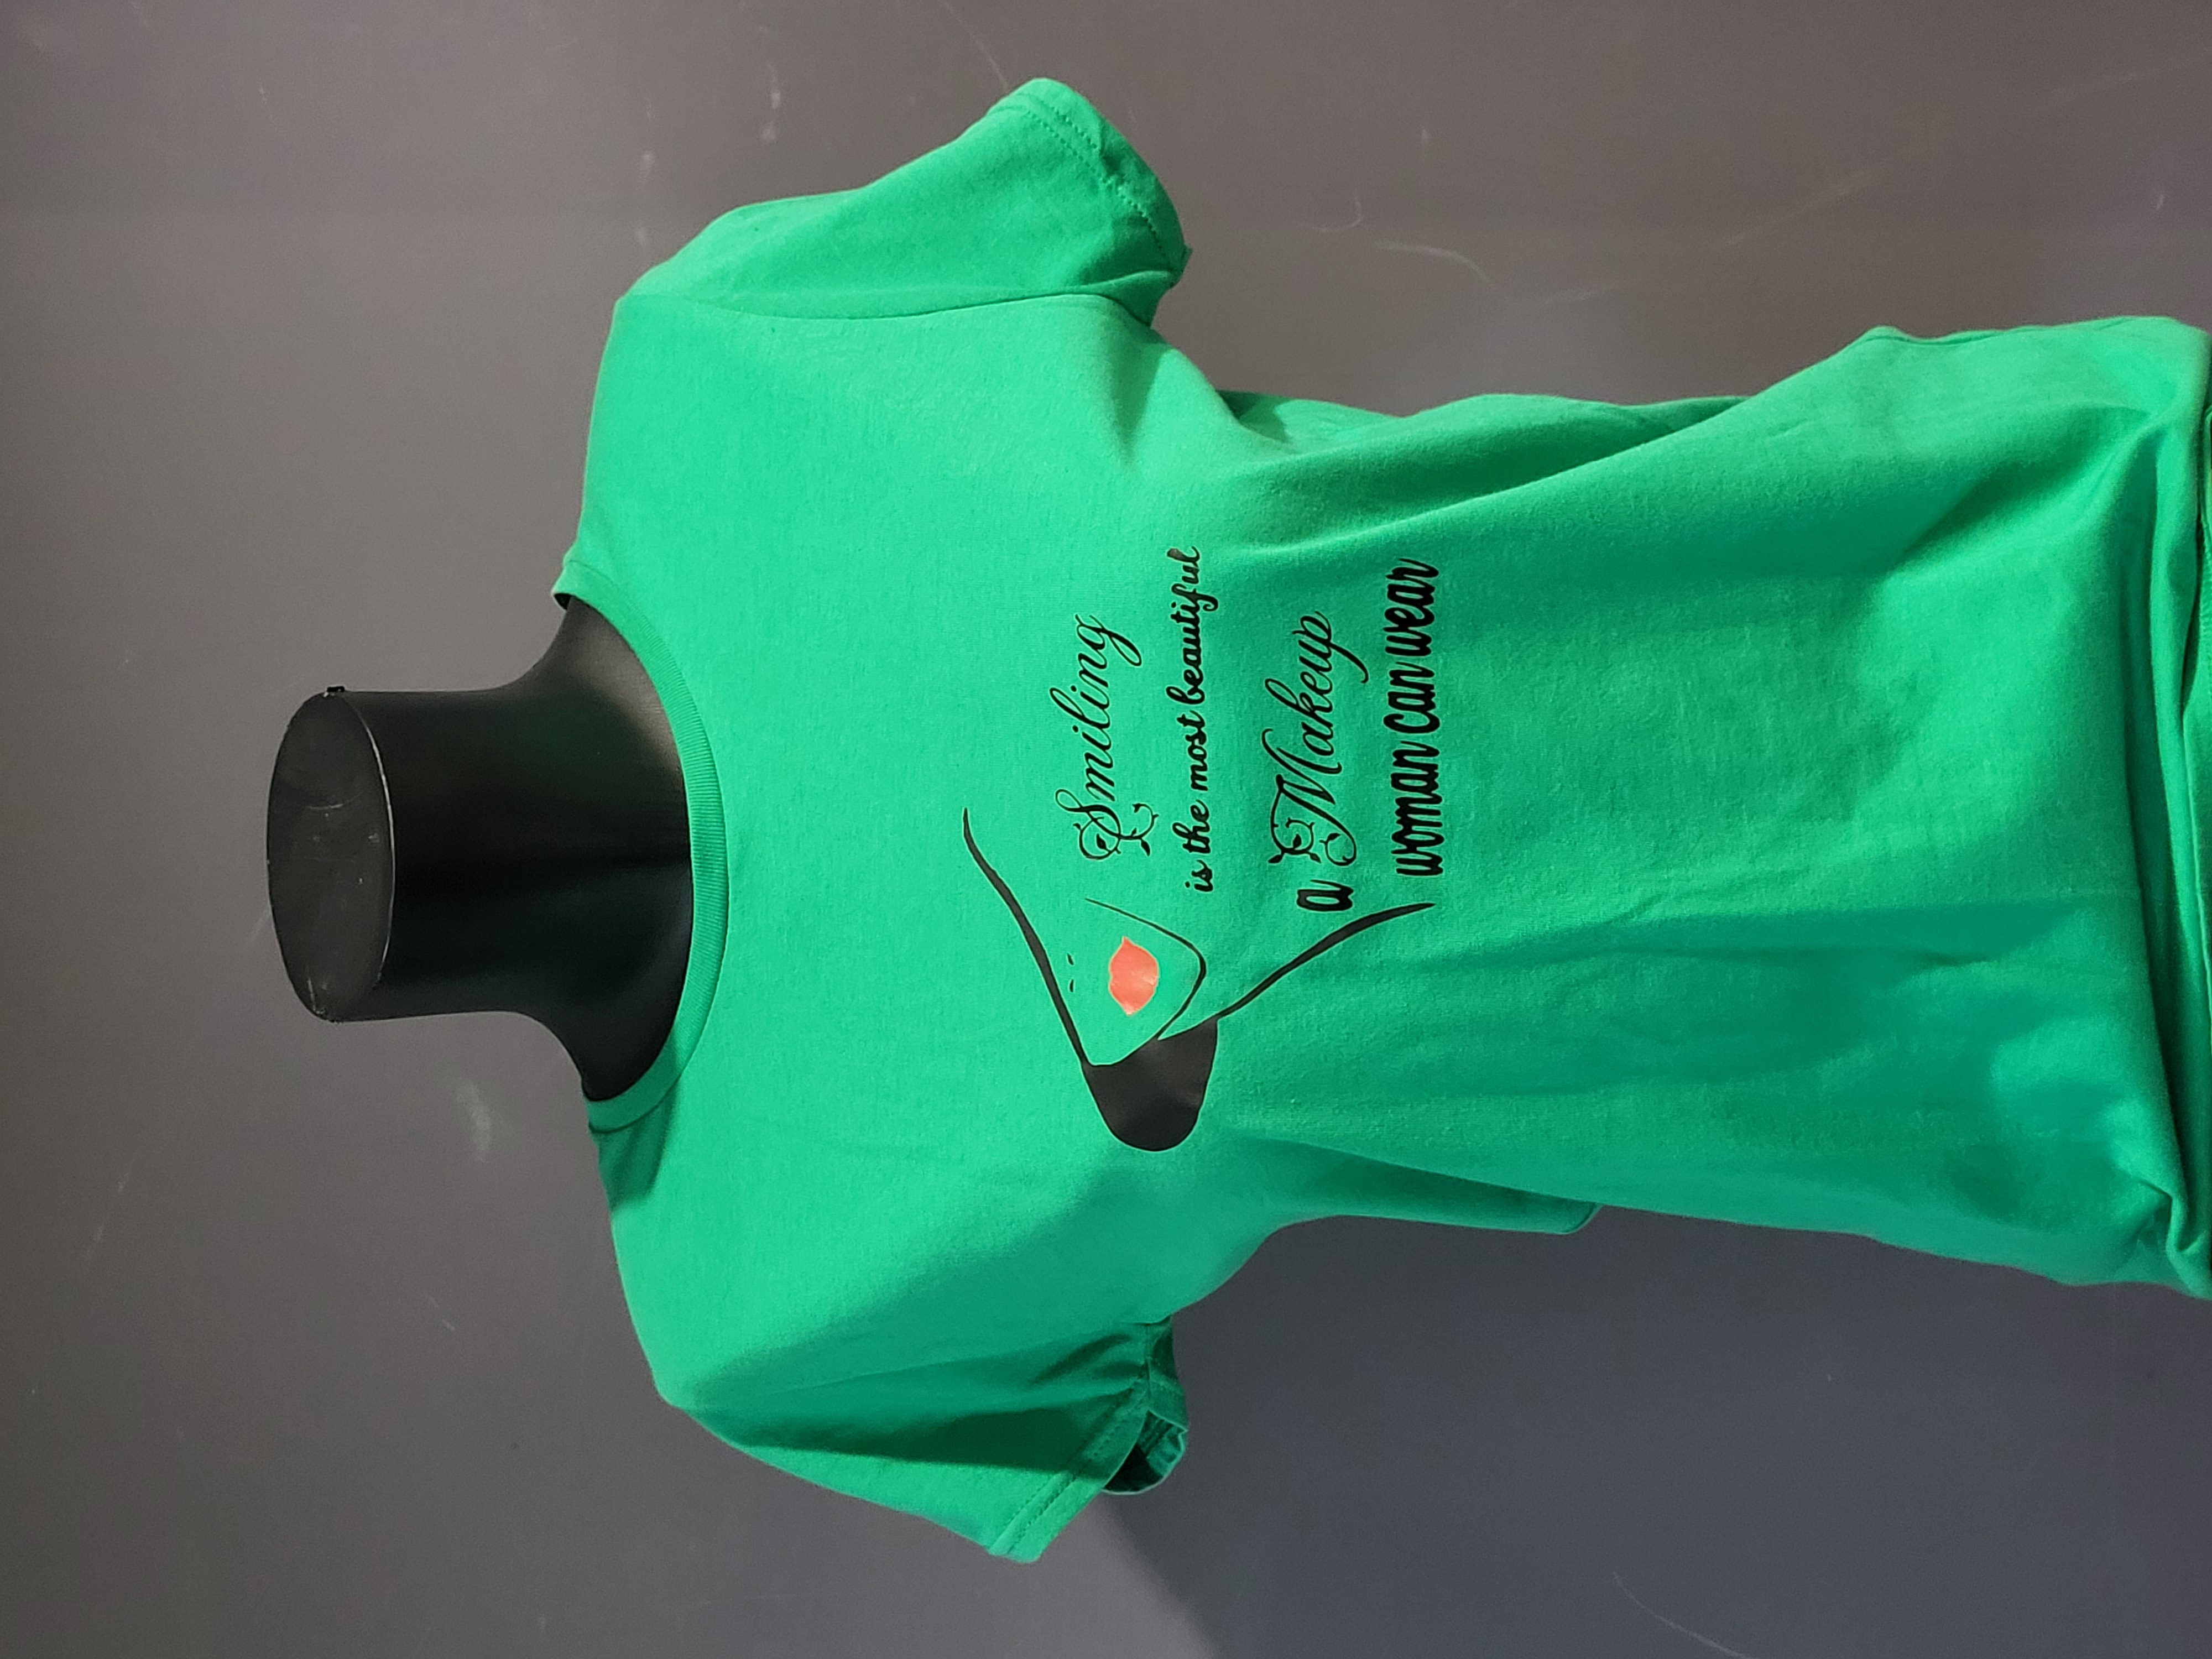 Smiling
is the most beautiful
a Makeup
woman can wear